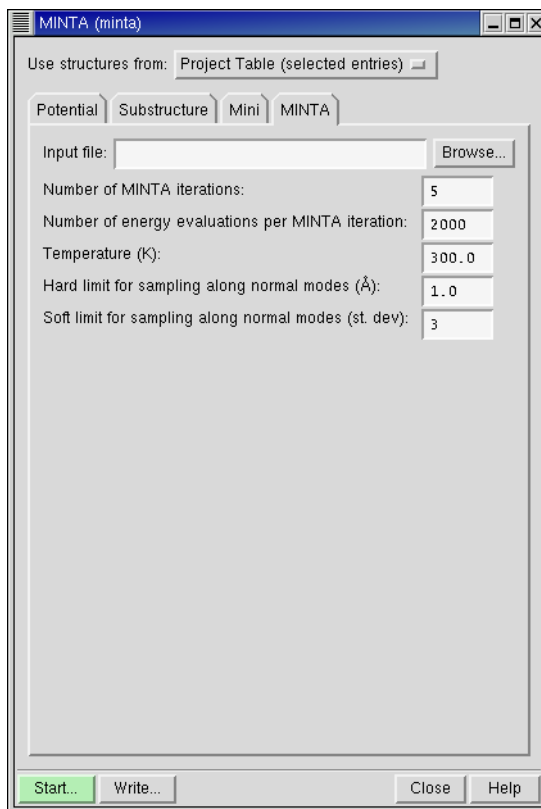 MINTA (minta)
Use structures from: Project Table (selected entries)
Potential Substructure Mini MINTA
Input file: Browse...
Number of MINTA iterations: 5
Number of energy evaluations per MINTA iteration: 2000
Temperature (K): 300.0
Hard limit for sampling along normal modes (Å): 1.0
Soft limit for sampling along normal modes (st. dev): 3
Start... Write... Close Help